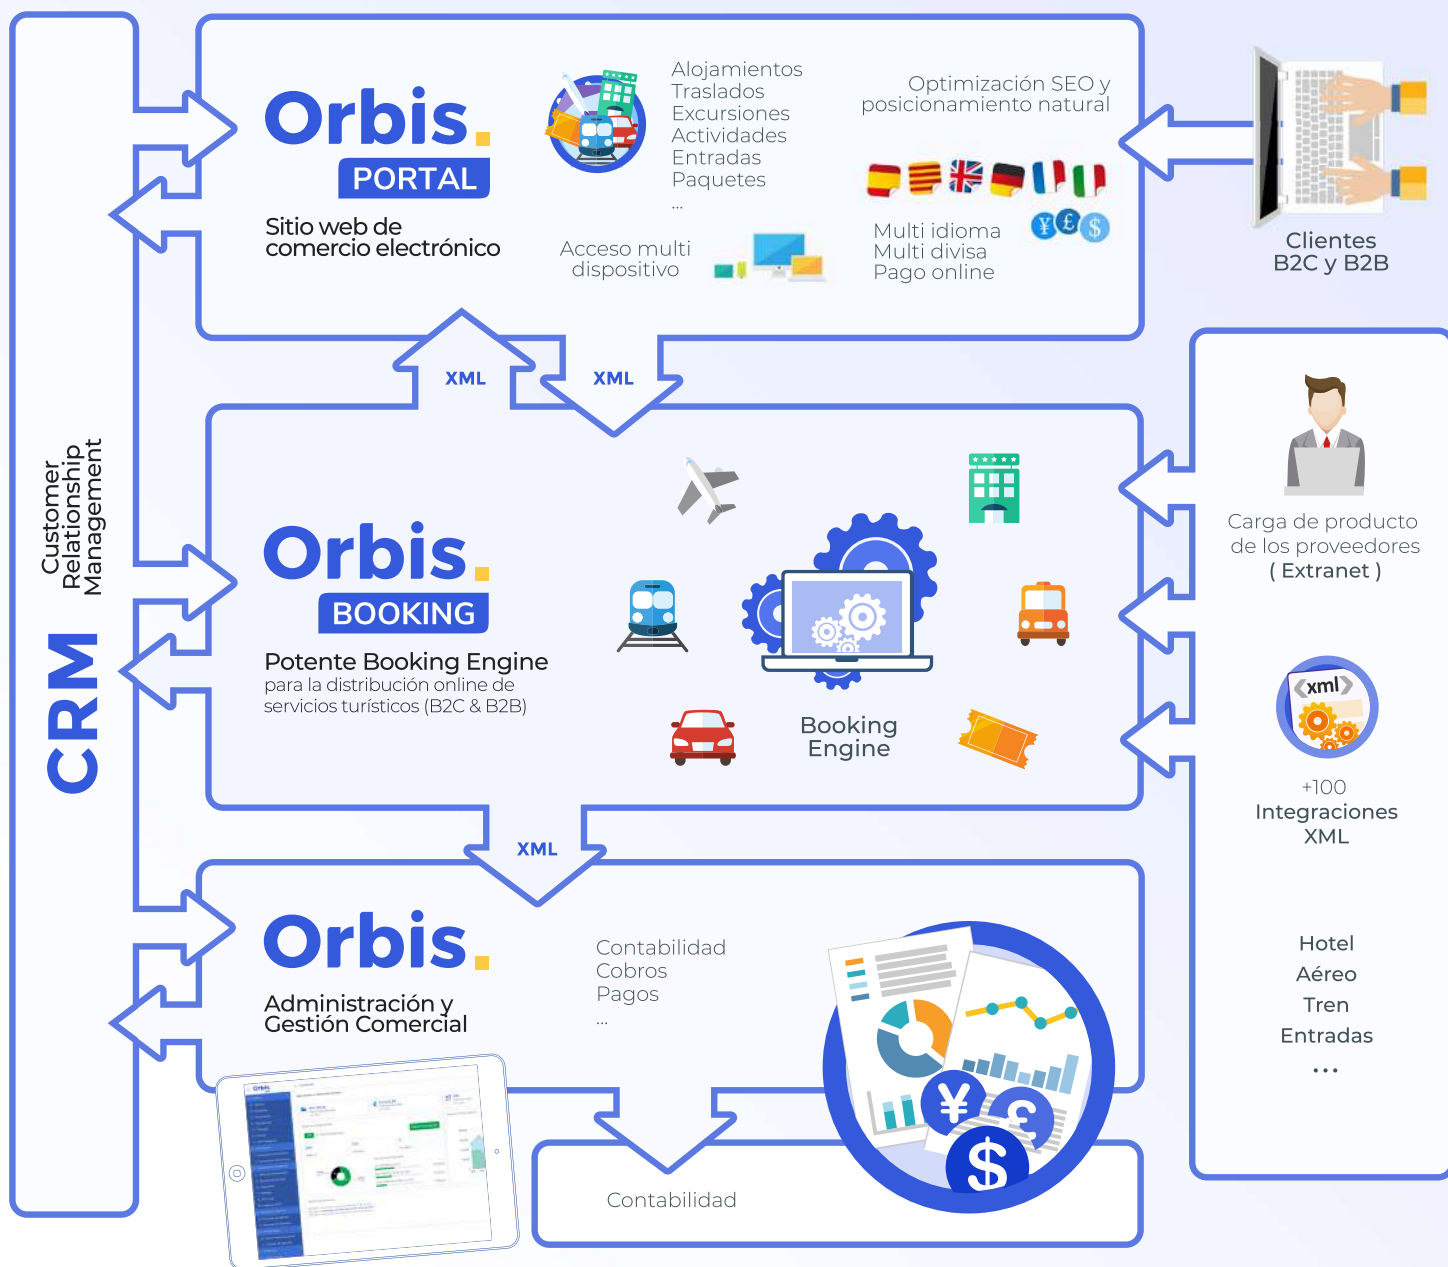 CRM
Customer
Relationship
Management
Orbis.
PORTAL
Sitio web de
comercio electrónico
Alojamientos
Traslados
Excursiones
Actividades
Entradas
Paquetes
...
Acceso multi
dispositivo
Optimización SEO y
posicionamiento natural
¥ £ $
Multi idioma
Multi divisa
Pago online
Clientes
B2C y B2B
XML
XML
Orbis.
BOOKING
Potente Booking Engine
para la distribución online de
servicios turísticos (B2C & B2B)
Booking
Engine
Carga de producto
de los proveedores
( Extranet )
<xml>
+100
Integraciones
XML
Hotel
Aéreo
Tren
Entradas
...
XML
Orbis.
Administración y
Gestión Comercial
Contabilidad
Cobros
Pagos
...
¥
£
$
Orbis
Contabilidad